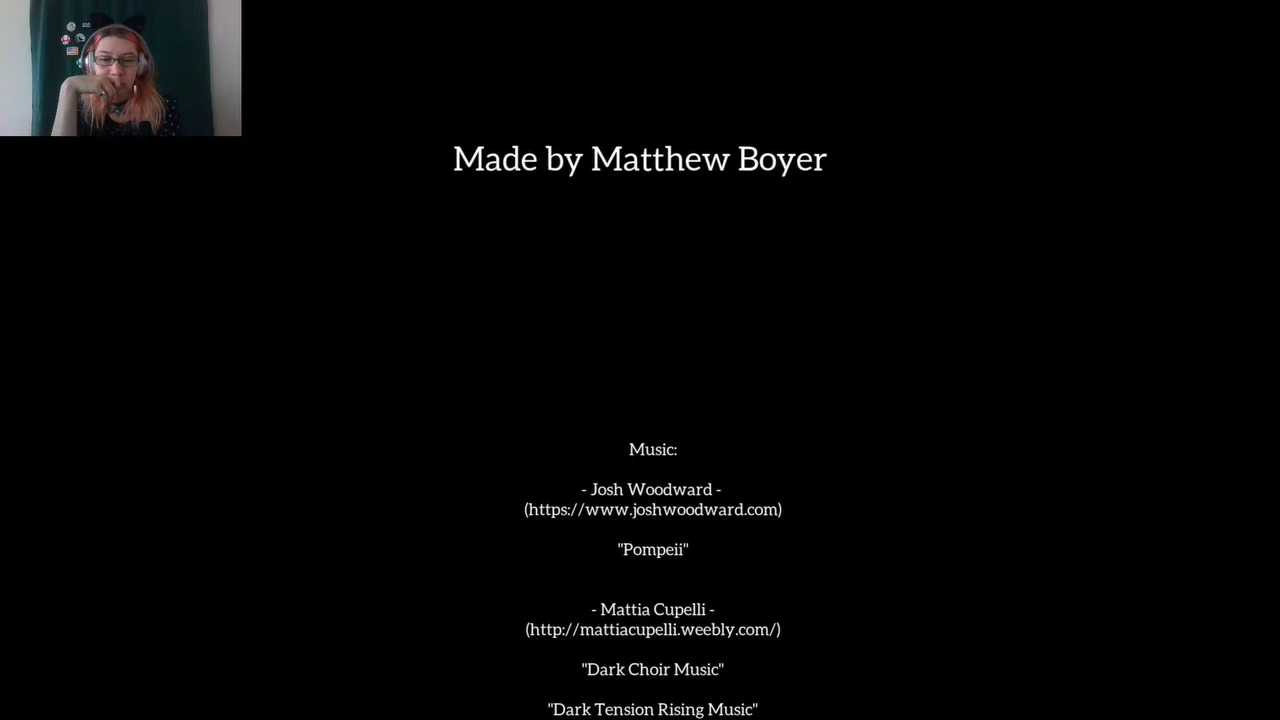 Made by Matthew Boyer
Music:
- Josh Woodward -
(https://www.joshwoodward.com)
"Pompeii"
- Mattia Cupelli -
(http://mattiacupelli.weebly.com/)
"Dark Choir Music"
"Dark Tension Rising Music"